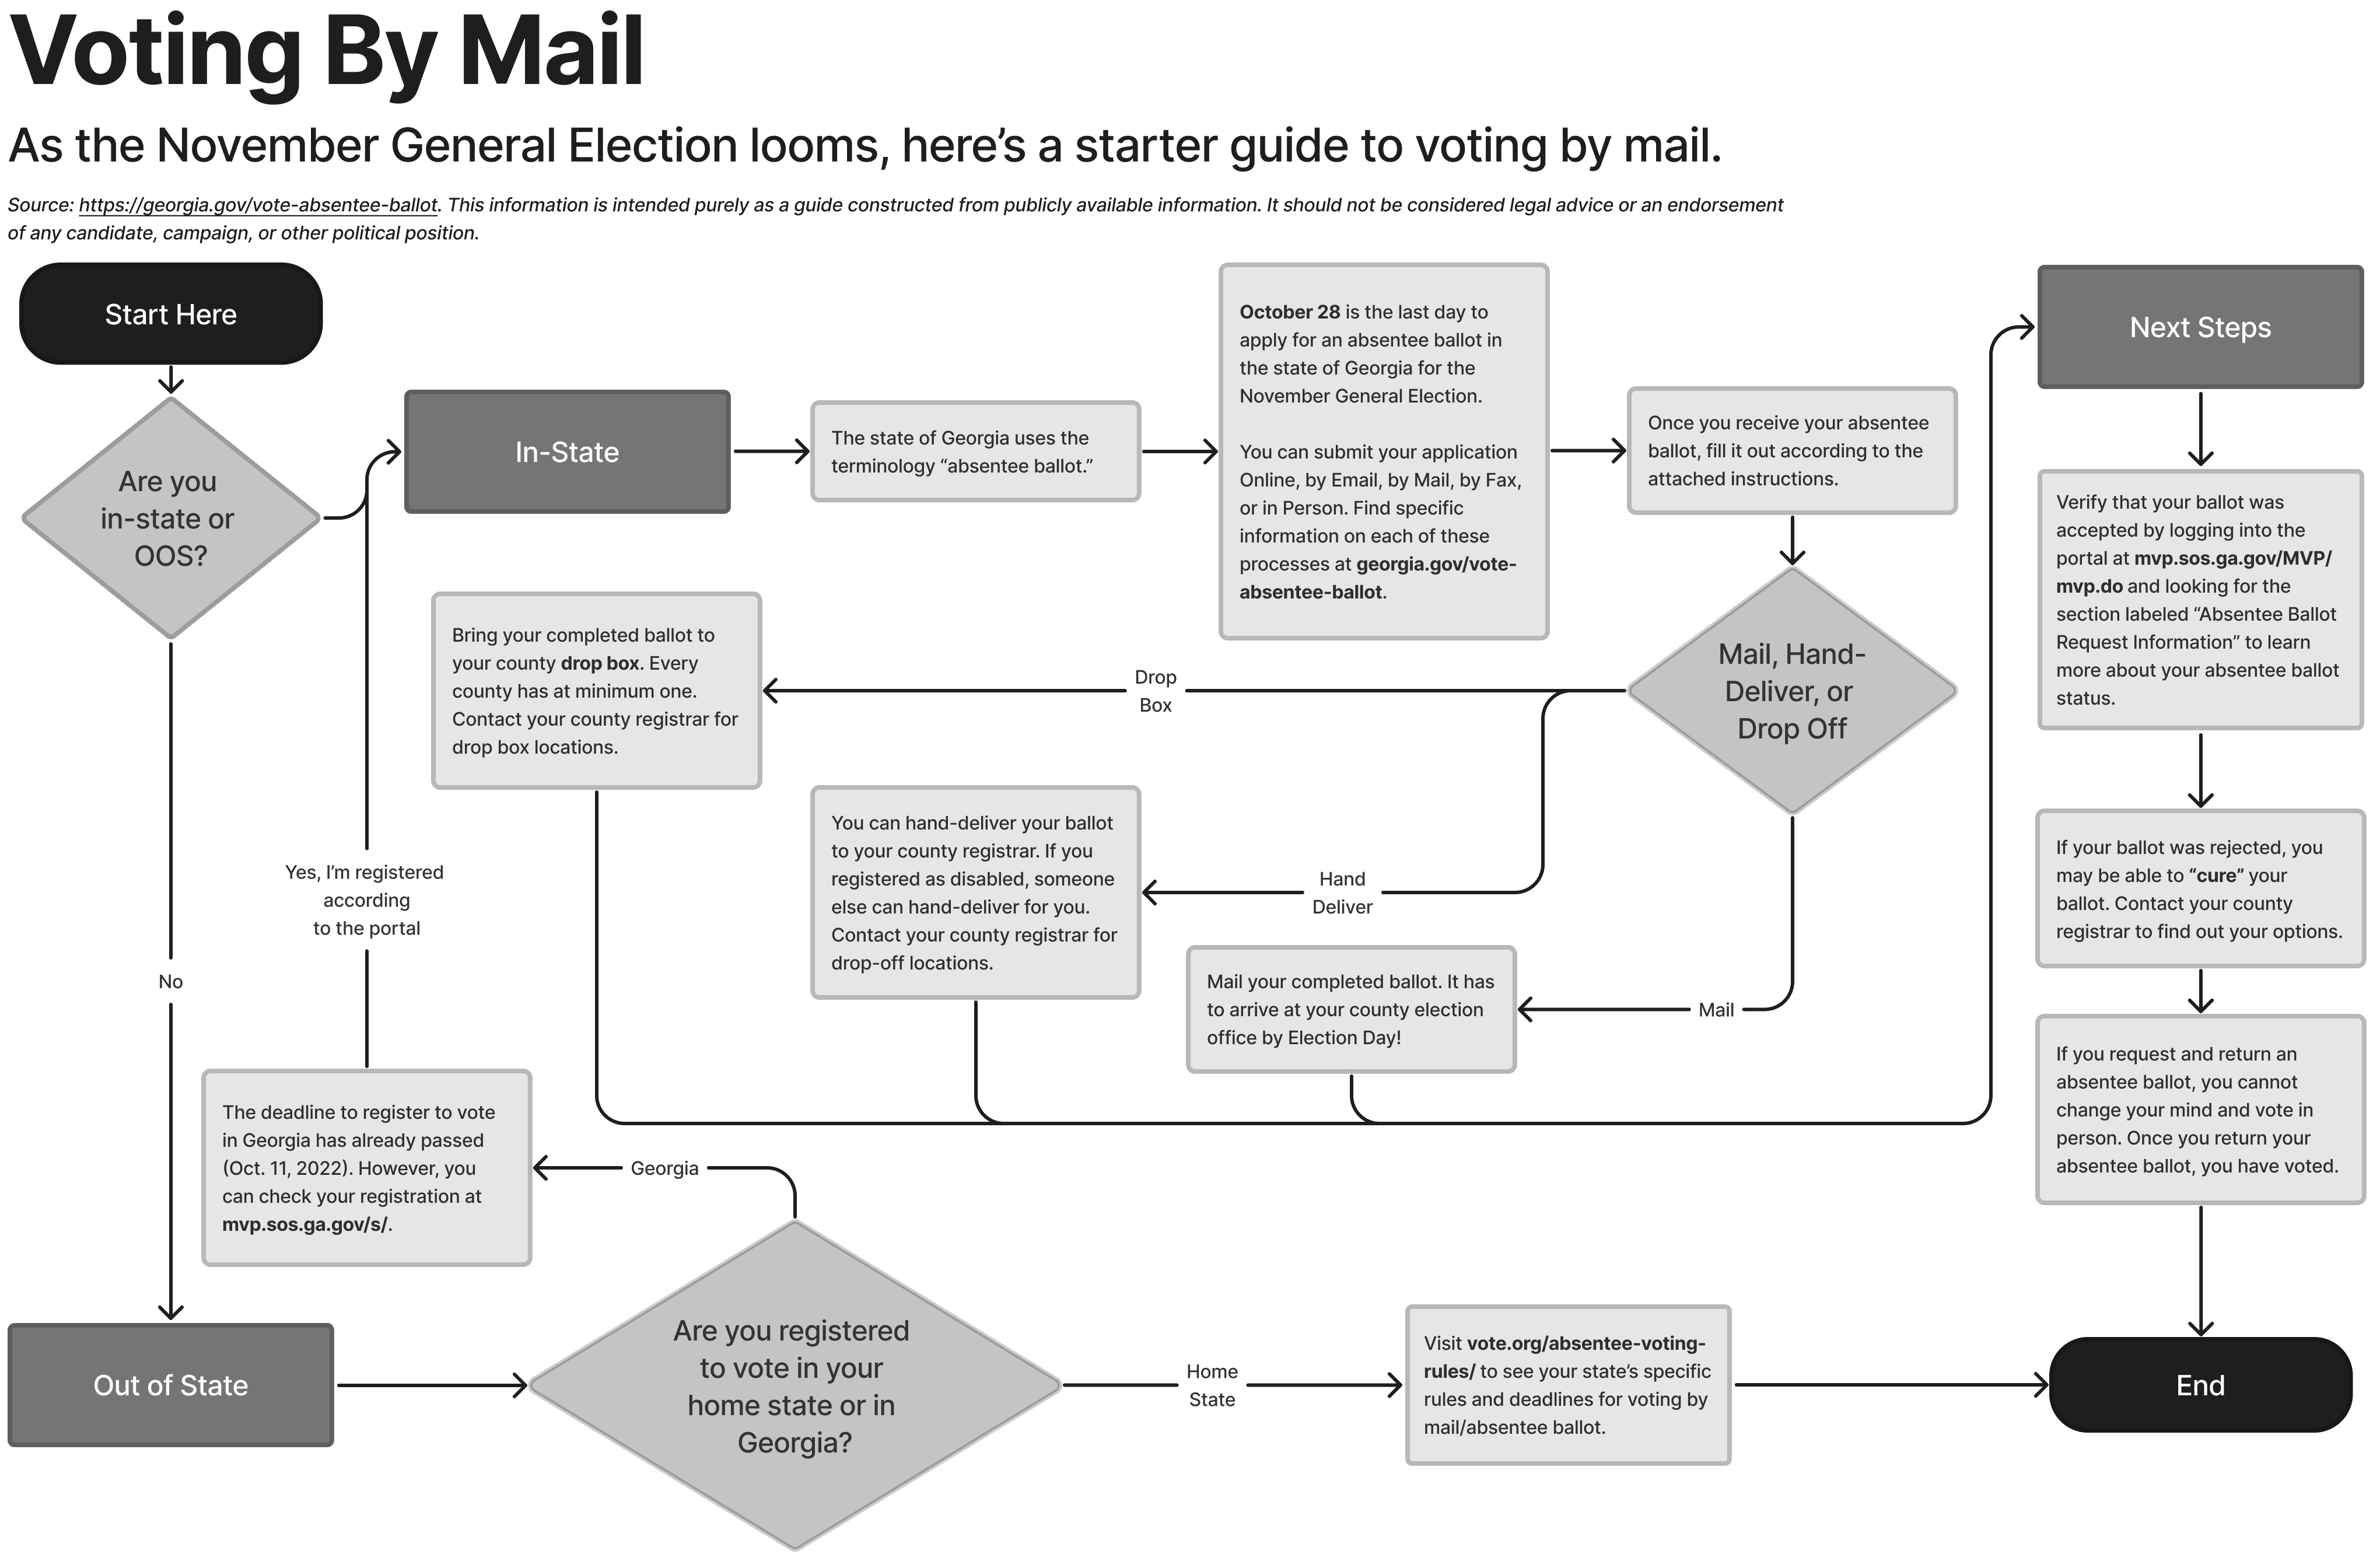 Voting By Mail
As the November General Election looms, here’s a starter guide to voting by mail.
Source: https://georgia.gov/vote-absentee-ballot. This information is intended purely as a guide constructed from publicly available information. It should not be considered legal advice or an endorsement
of any candidate, campaign, or other political position.
Start Here
Are you
in-state or
OOS?
In-State
The state of Georgia uses the
terminology “absentee ballot.”
October 28 is the last day to
apply for an absentee ballot in
the state of Georgia for the
November General Election.
You can submit your application
Online, by Email, by Mail, by Fax,
or in Person. Find specific
information on each of these
processes at georgia.gov/vote-
absentee-ballot.
Once you receive your absentee
ballot, fill it out according to the
attached instructions.
Mail, Hand-
Deliver, or
Drop Off
Drop
Box
Bring your completed ballot to
your county drop box. Every
county has at minimum one.
Contact your county registrar for
drop box locations.
Hand
Deliver
You can hand-deliver your ballot
to your county registrar. If you
registered as disabled, someone
else can hand-deliver for you.
Contact your county registrar for
drop-off locations.
Mail
Mail your completed ballot. It has
to arrive at your county election
office by Election Day!
Next Steps
Verify that your ballot was
accepted by logging into the
portal at mvp.sos.ga.gov/MVP/
mvp.do and looking for the
section labeled “Absentee Ballot
Request Information” to learn
more about your absentee ballot
status.
If your ballot was rejected, you
may be able to “cure” your
ballot. Contact your county
registrar to find out your options.
If you request and return an
absentee ballot, you cannot
change your mind and vote in
person. Once you return your
absentee ballot, you have voted.
No
Yes, I’m registered
according
to the portal
The deadline to register to vote
in Georgia has already passed
(Oct. 11, 2022). However, you
can check your registration at
mvp.sos.ga.gov/s/.
Georgia
Out of State
Are you registered
to vote in your
home state or in
Georgia?
Home
State
Visit vote.org/absentee-voting-
rules/ to see your state’s specific
rules and deadlines for voting by
mail/absentee ballot.
End